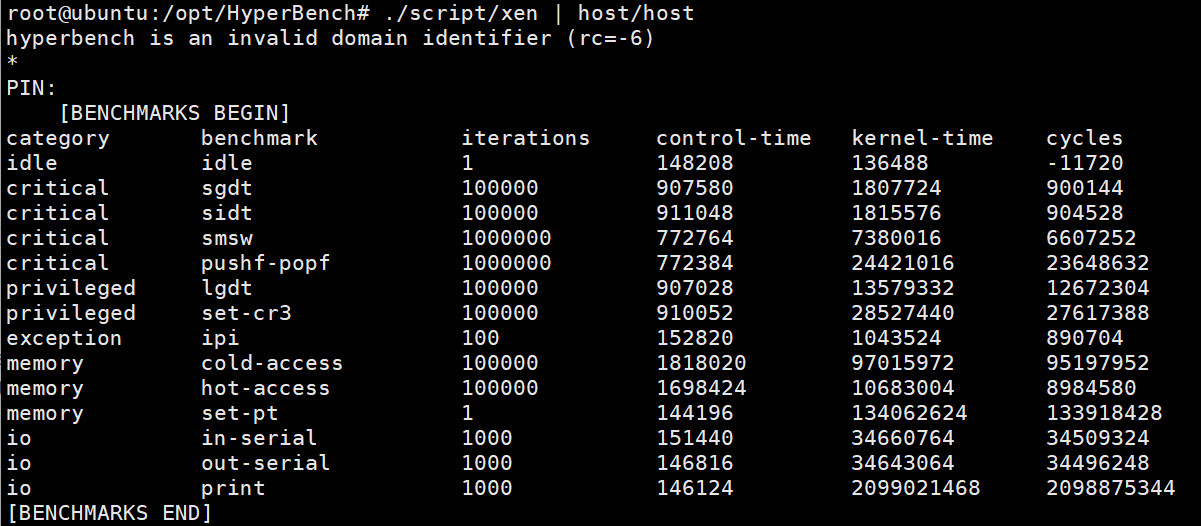 root@ubuntu:/opt/HyperBench# ./script/xen | host/host
hyperbench is an invalid domain identifier (rc=-6)
*
PIN:
    [BENCHMARKS BEGIN]
category       benchmark           iterations     control-time   kernel-time    cycles
idle           idle                1              148208         136488         -11720
critical       sgdt                100000         907580         1807724        900144
critical       sidt                100000         911048         1815576        904528
critical       smsw                1000000        772764         7380016        6607252
critical       pushf-popf          1000000        772384         24421016       23648632
privileged     lgdt                100000         907028         13579332       12672304
privileged     set-cr3             100000         910052         28527440       27617388
exception      ipi                 100            152820         1043524        890704
memory         cold-access         100000         1818020        97015972       95197952
memory         hot-access          100000         1698424        10683004       8984580
memory         set-pt              1              144196         134062624      133918428
io             in-serial           1000           151440         34660764       34509324
io             out-serial          1000           146816         34643064       34496248
io             print               1000           146124         2099021468     2098875344
[BENCHMARKS END]